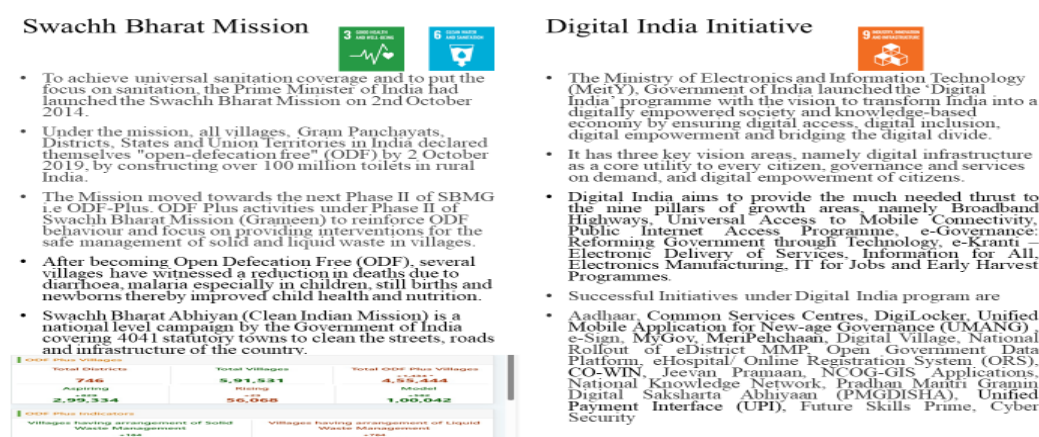 Swachh Bharat Mission
3 GOOD HEALTH AND WELL-BEING
6 CLEAN WATER AND SANITATION
• To achieve universal sanitation coverage and to put the
focus on sanitation, the Prime Minister of India had
launched the Swachh Bharat Mission on 2nd October
2014.
• Under the mission, all villages, Gram Panchayats,
Districts, States and Union Territories in India declared
themselves "open-defecation free" (ODF) by 2 October
2019, by constructing over 100 million toilets in rural
India.
• The Mission moved towards the next Phase II of SBMG
i.e ODF-Plus. ODF Plus activities under Phase II of
Swachh Bharat Mission (Grameen) to reinforce ODF
behaviour and focus on providing interventions for the
safe management of solid and liquid waste in villages.
• After becoming Open Defecation Free (ODF), several
villages have witnessed a reduction in deaths due to
diarrhoea, malaria especially in children, still births and
newborns thereby improved child health and nutrition.
• Swachh Bharat Abhiyan (Clean Indian Mission) is a
national level campaign by the Government of India
covering 4041 statutory towns to clean the streets, roads
and infrastructure of the country.
ODF Plus Villages
Total Districts Total Villages Total ODF Plus Villages
746 5,91,531 4,55,444
Aspiring Rising Model
2,99,334 56,068 1,00,042
ODF Plus Indicators
Villages having arrangement of Solid Villages having arrangement of Liquid
Waste Management Waste Management
Digital India Initiative
9 INDUSTRY, INNOVATION AND INFRASTRUCTURE
• The Ministry of Electronics and Information Technology
(MeitY), Government of India launched the 'Digital
India' programme with the vision to transform India into a
digitally empowered society and knowledge-based
economy by ensuring digital access, digital inclusion,
digital empowerment and bridging the digital divide.
• It has three key vision areas, namely digital infrastructure
as a core utility to every citizen, governance and services
on demand, and digital empowerment of citizens.
• Digital India aims to provide the much needed thrust to
the nine pillars of growth areas, namely Broadband
Highways, Universal Access to Mobile Connectivity,
Public Internet Access Programme, e-Governance:
Reforming Government through Technology, e-Kranti –
Electronic Delivery of Services, Information for All,
Electronics Manufacturing, IT for Jobs and Early Harvest
Programmes.
• Successful Initiatives under Digital India program are
• Aadhaar, Common Services Centres, DigiLocker, Unified
Mobile Application for New-age Governance (UMANG) ,
e-Sign, MyGov, MeriPehchaan, Digital Village, National
Rollout of eDistrict MMP, Open Government Data
Platform, eHospital/ Online Registration System (ORS),
CO-WIN, Jeevan Pramaan, NCOG-GIS Applications,
National Knowledge Network, Pradhan Mantri Gramin
Digital Saksharta Abhiyaan (PMGDISHA), Unified
Payment Interface (UPI), Future Skills Prime, Cyber
Security